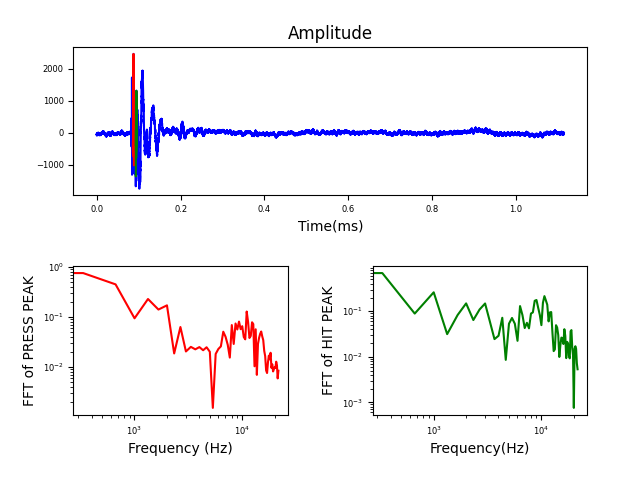 Amplitude
2000
1000
0
−1000
0.0 0.2 0.4 0.6 0.8 1.0
Time(ms)
FFT of PRESS PEAK
10⁰
10⁻¹
10⁻²
10³ 10⁴
Frequency (Hz)
FFT of HIT PEAK
10⁻¹
10⁻²
10⁻³
10³ 10⁴
Frequency(Hz)